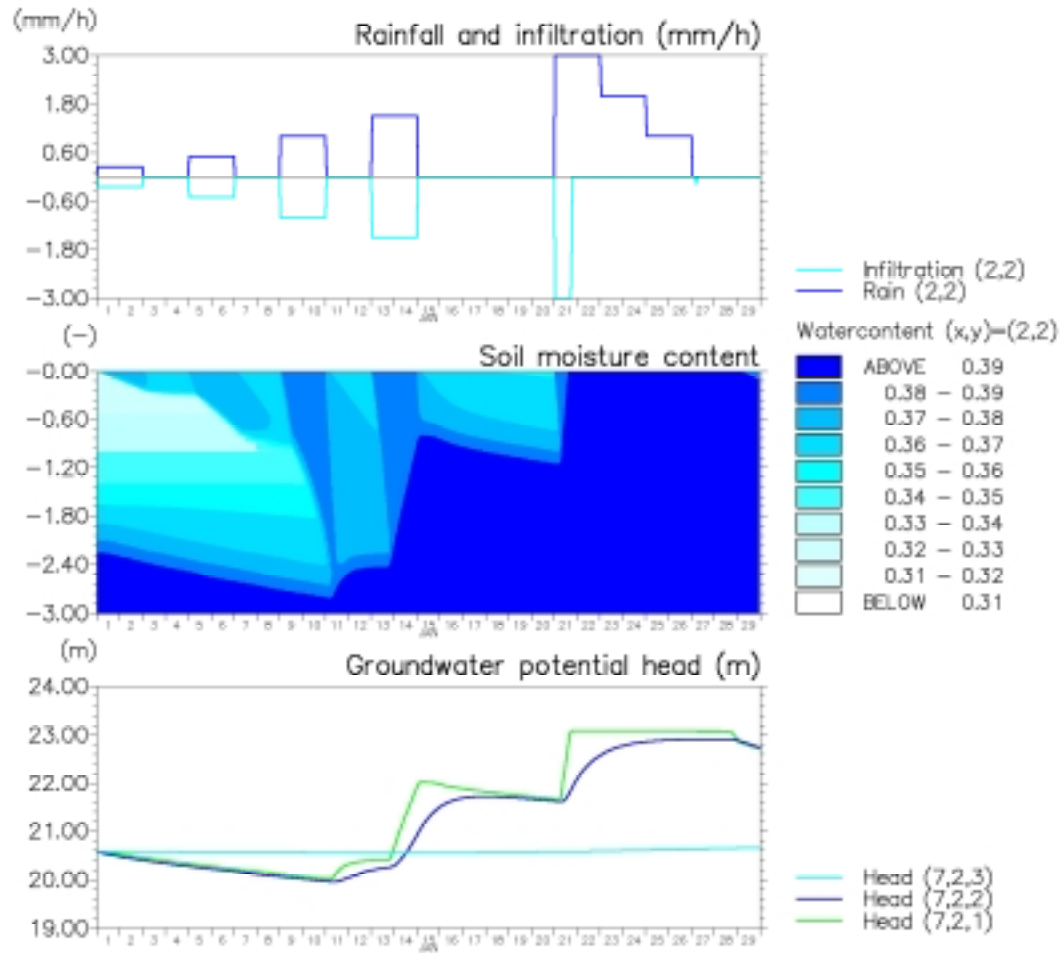 (mm/h)
Rainfall and infiltration (mm/h)
3.00
1.80
0.60
−0.60
−1.80
−3.00
1 2 3 4 5 6 7 8 9 10 11 12 13 14 15 16 17 18 19 20 21 22 23 24 25 26 27 28 29
Infiltration (2,2)
Rain (2,2)
(−)
Soil moisture content
−0.00
−0.60
−1.20
−1.80
−2.40
−3.00
1 2 3 4 5 6 7 8 9 10 11 12 13 14 15 16 17 18 19 20 21 22 23 24 25 26 27 28 29
Watercontent (x,y)=(2,2)
ABOVE 0.39
0.38 − 0.39
0.37 − 0.38
0.36 − 0.37
0.35 − 0.36
0.34 − 0.35
0.33 − 0.34
0.32 − 0.33
0.31 − 0.32
BELOW 0.31
(m)
Groundwater potential head (m)
24.00
23.00
22.00
21.00
20.00
19.00
1 2 3 4 5 6 7 8 9 10 11 12 13 14 15 16 17 18 19 20 21 22 23 24 25 26 27 28 29
Head (7,2,3)
Head (7,2,2)
Head (7,2,1)